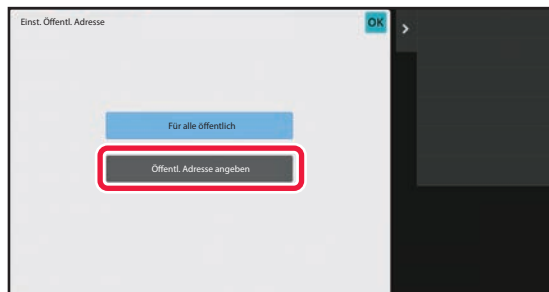 Einst. Öffentl. Adresse
OK
Für alle öffentlich
Öffentl. Adresse angeben